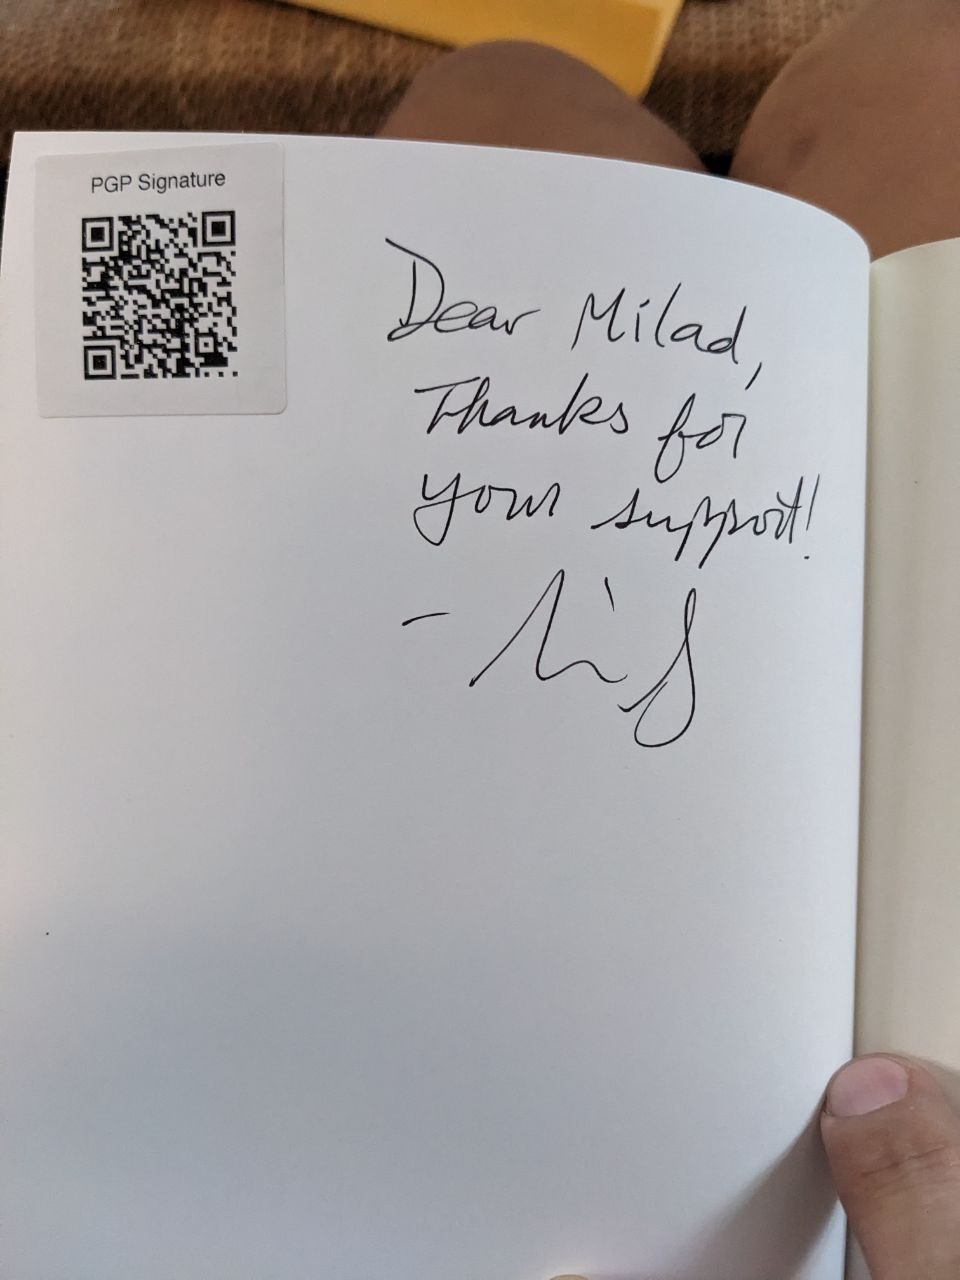 PGP Signature
Dear Milad,
Thanks for
your support!